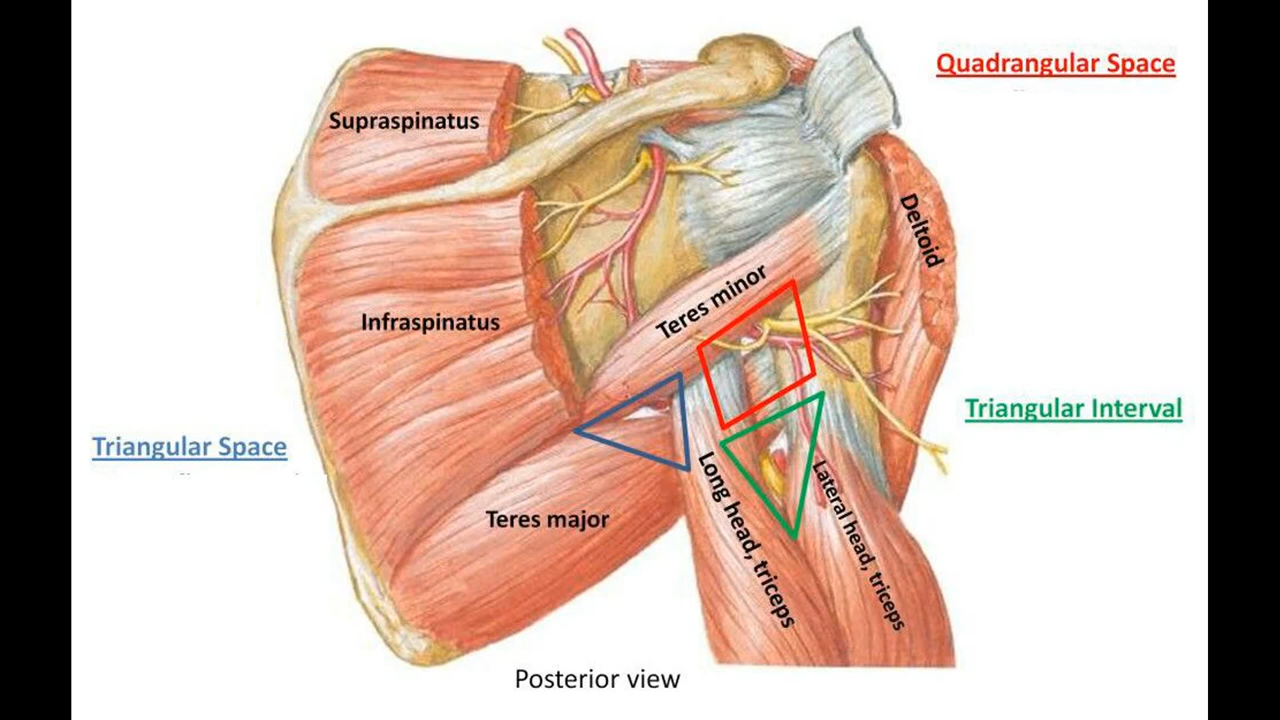 Quadrangular Space
Supraspinatus
Deltoid
Teres minor
Infraspinatus
Triangular Interval
Triangular Space
Long head, triceps
Lateral head, triceps
Teres major
Posterior view